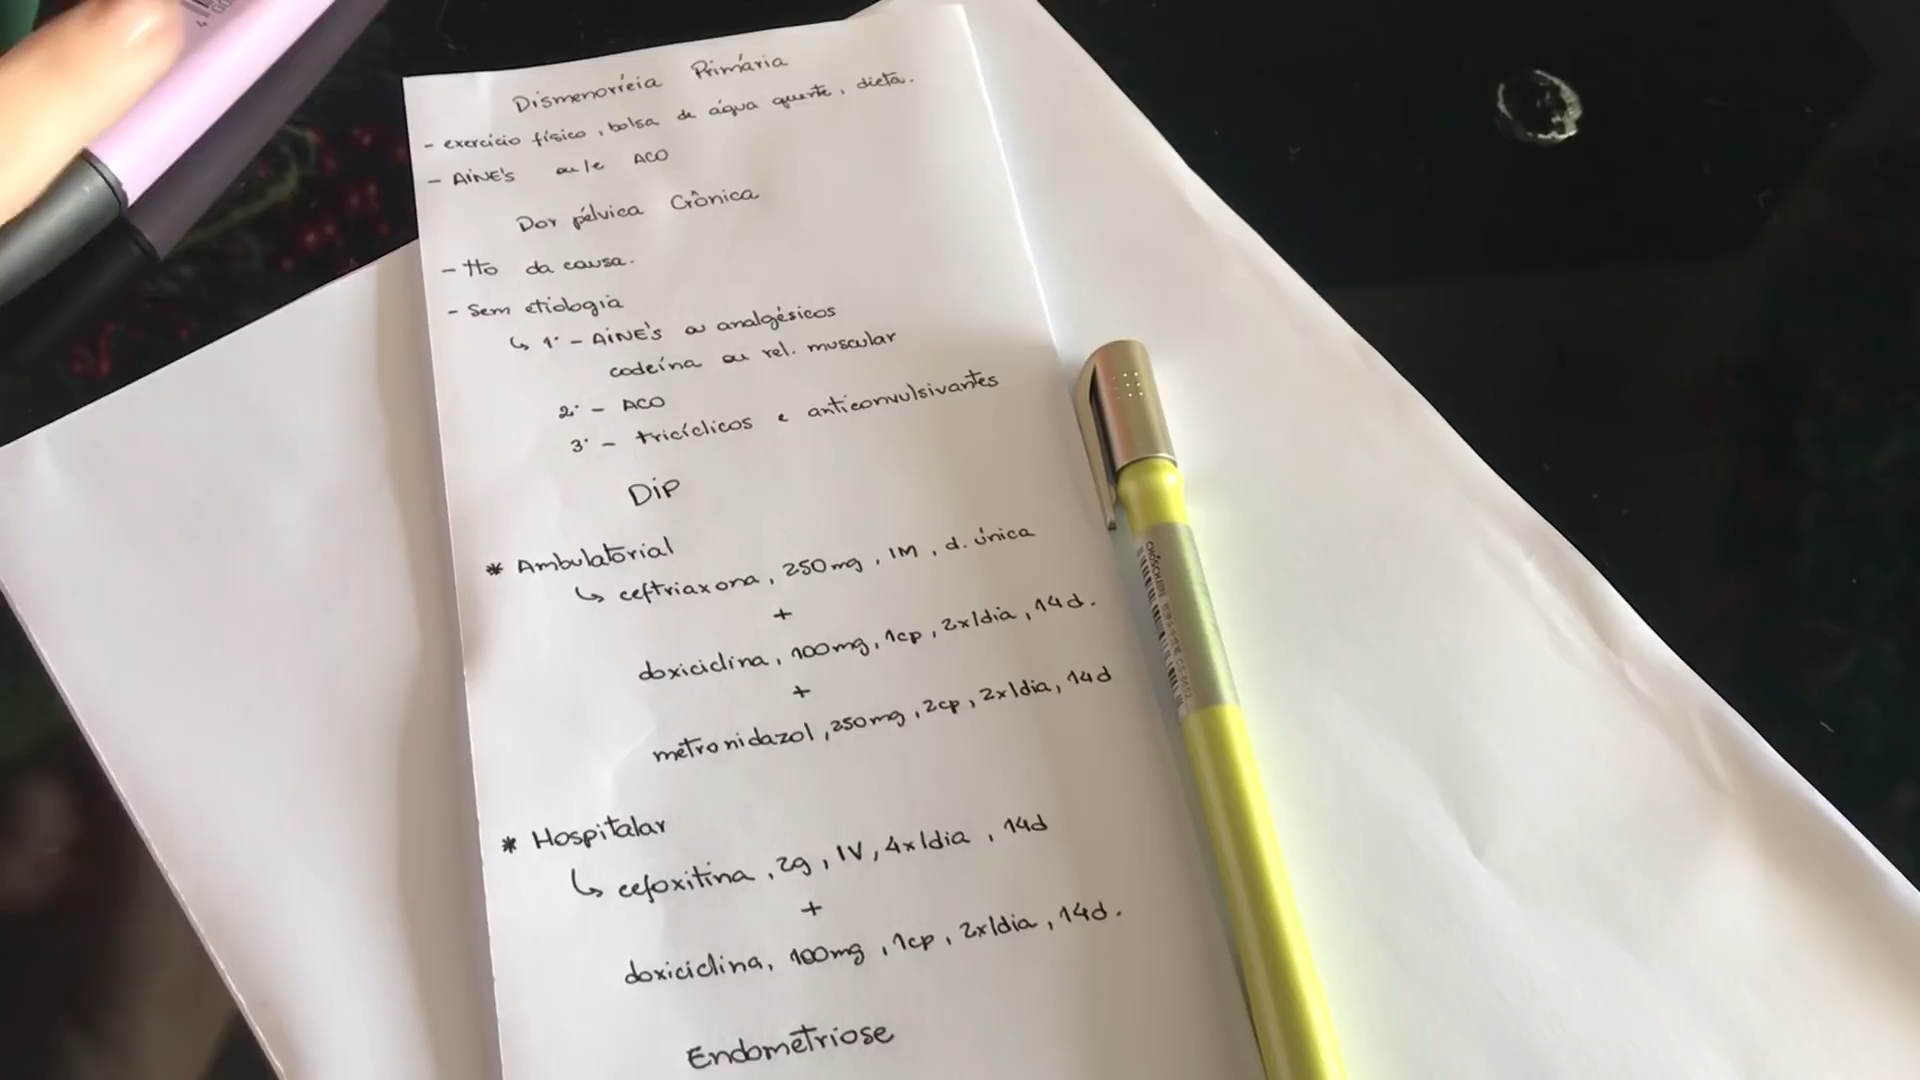 Dismenorréia Primária
- exercício físico, bolsa de água quente, dieta.
- AINE's ou/e ACO
Dor pélvica Crônica
- tto da causa.
- Sem etiologia
↳ 1° - AINE's ou analgésicos
codeína ou rel. muscular
2° - ACO
3° - tricíclicos e anticonvulsivantes
DIP
* Ambulatorial
↳ ceftriaxona, 250mg, IM, d. única
+
doxiciclina, 100mg, 1cp, 2x/dia, 14d.
+
metronidazol, 250mg, 2cp, 2x/dia, 14d
* Hospitalar
↳ cefoxitina, 2g, IV, 4x/dia, 14d
+
doxiciclina, 100mg, 1cp, 2x/dia, 14d.
Endometriose